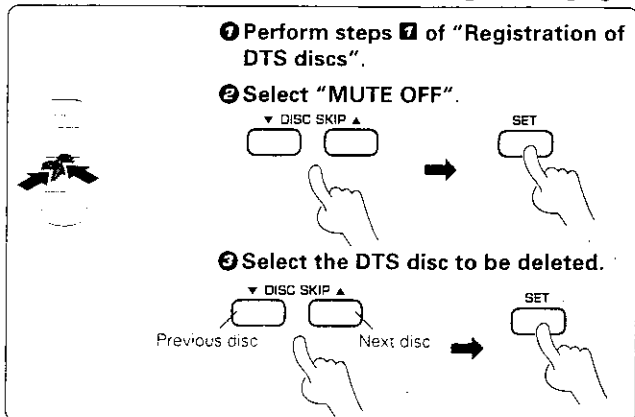 ❶ Perform steps 1 of "Registration of
DTS discs".
❷ Select "MUTE OFF".
▼ DISC SKIP ▲
SET
❸ Select the DTS disc to be deleted.
▼ DISC SKIP ▲
SET
Previous disc
Next disc